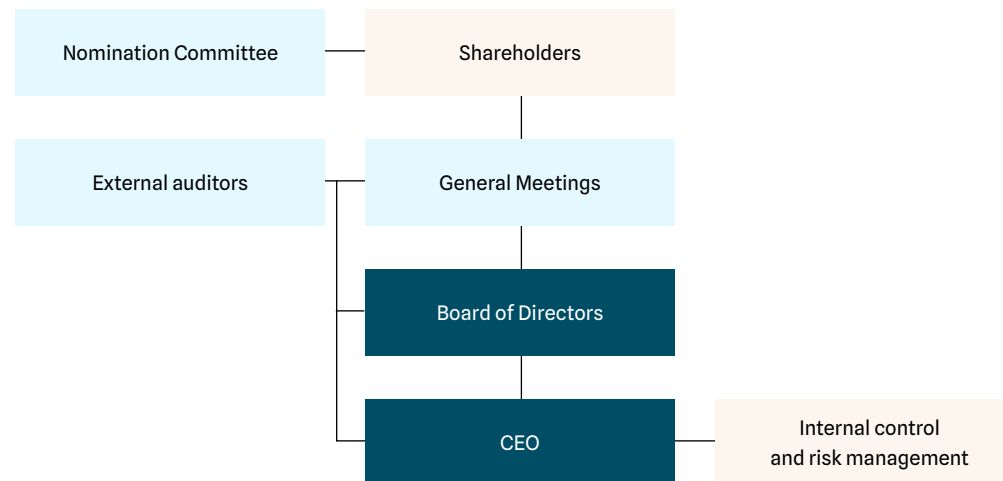 Nomination Committee
Shareholders
External auditors
General Meetings
Board of Directors
CEO
Internal control
and risk management